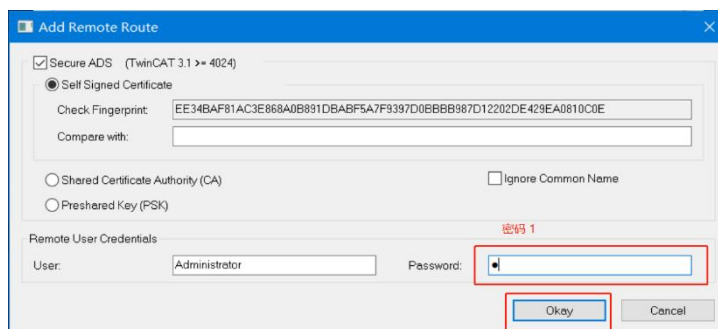 Add Remote Route
Secure ADS (TwinCAT 3.1 >= 4024)
Self Signed Certificate
Check Fingerprint: EE34BAF81AC3E868A0B891DBABF5A7F9397D0BBBB987D12202DE429EA0810C0E
Compare with:
Shared Certificate Authority (CA) Ignore Common Name
Preshared Key (PSK)
密码 1
Remote User Credentials
User: Administrator Password: ●
Okay Cancel